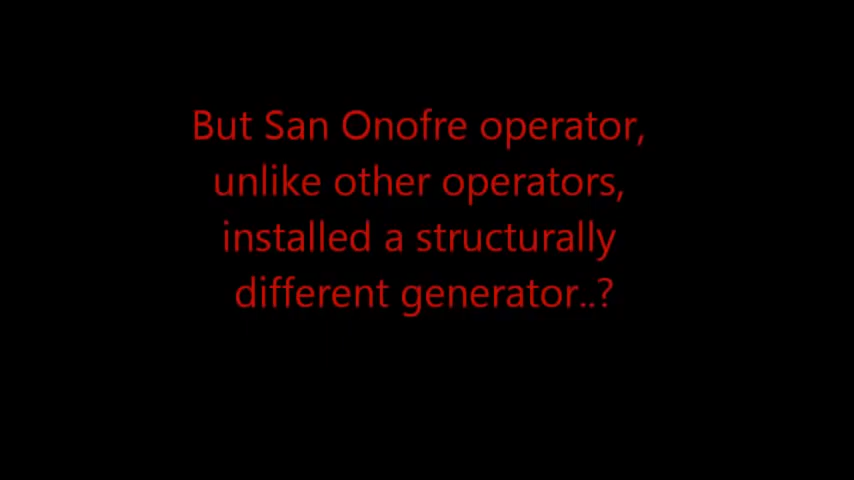 But San Onofre operator,
unlike other operators,
installed a structurally
different generator..?